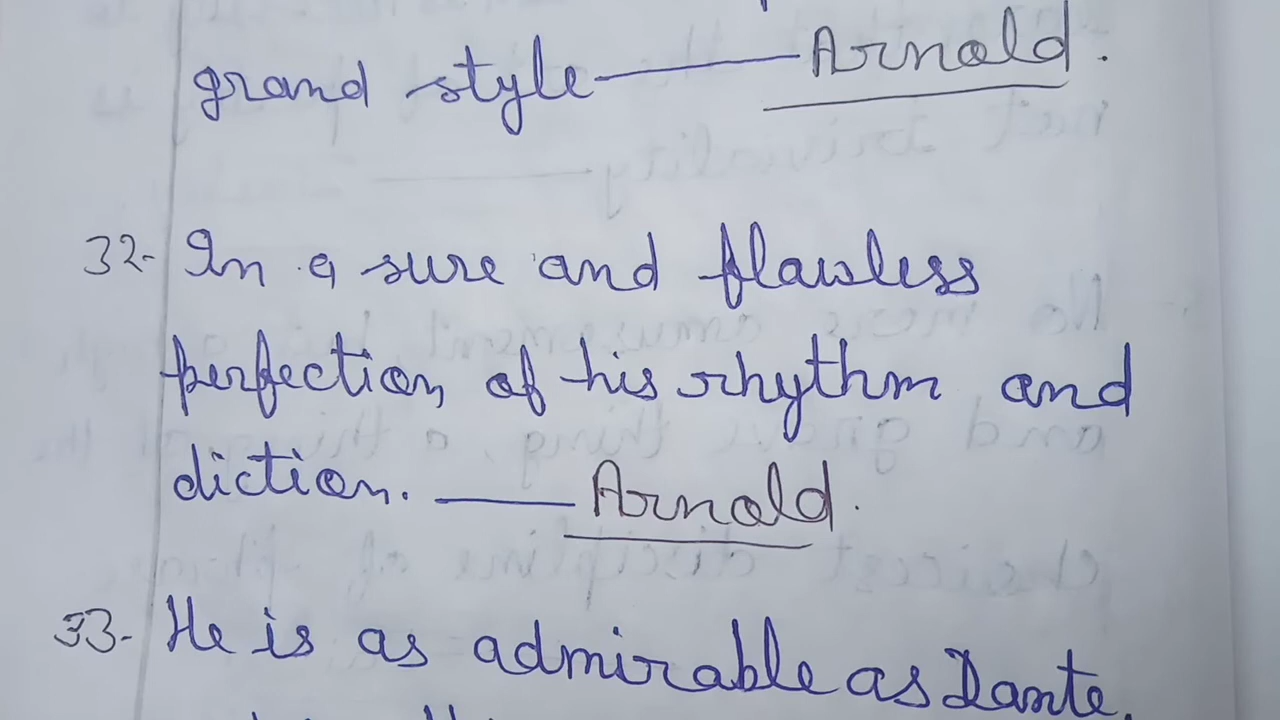 grand style — Arnold.
32- In a sure and flawless
perfection of his rhythm and
diction. — Arnold.
33- He is as admirable as Dante,